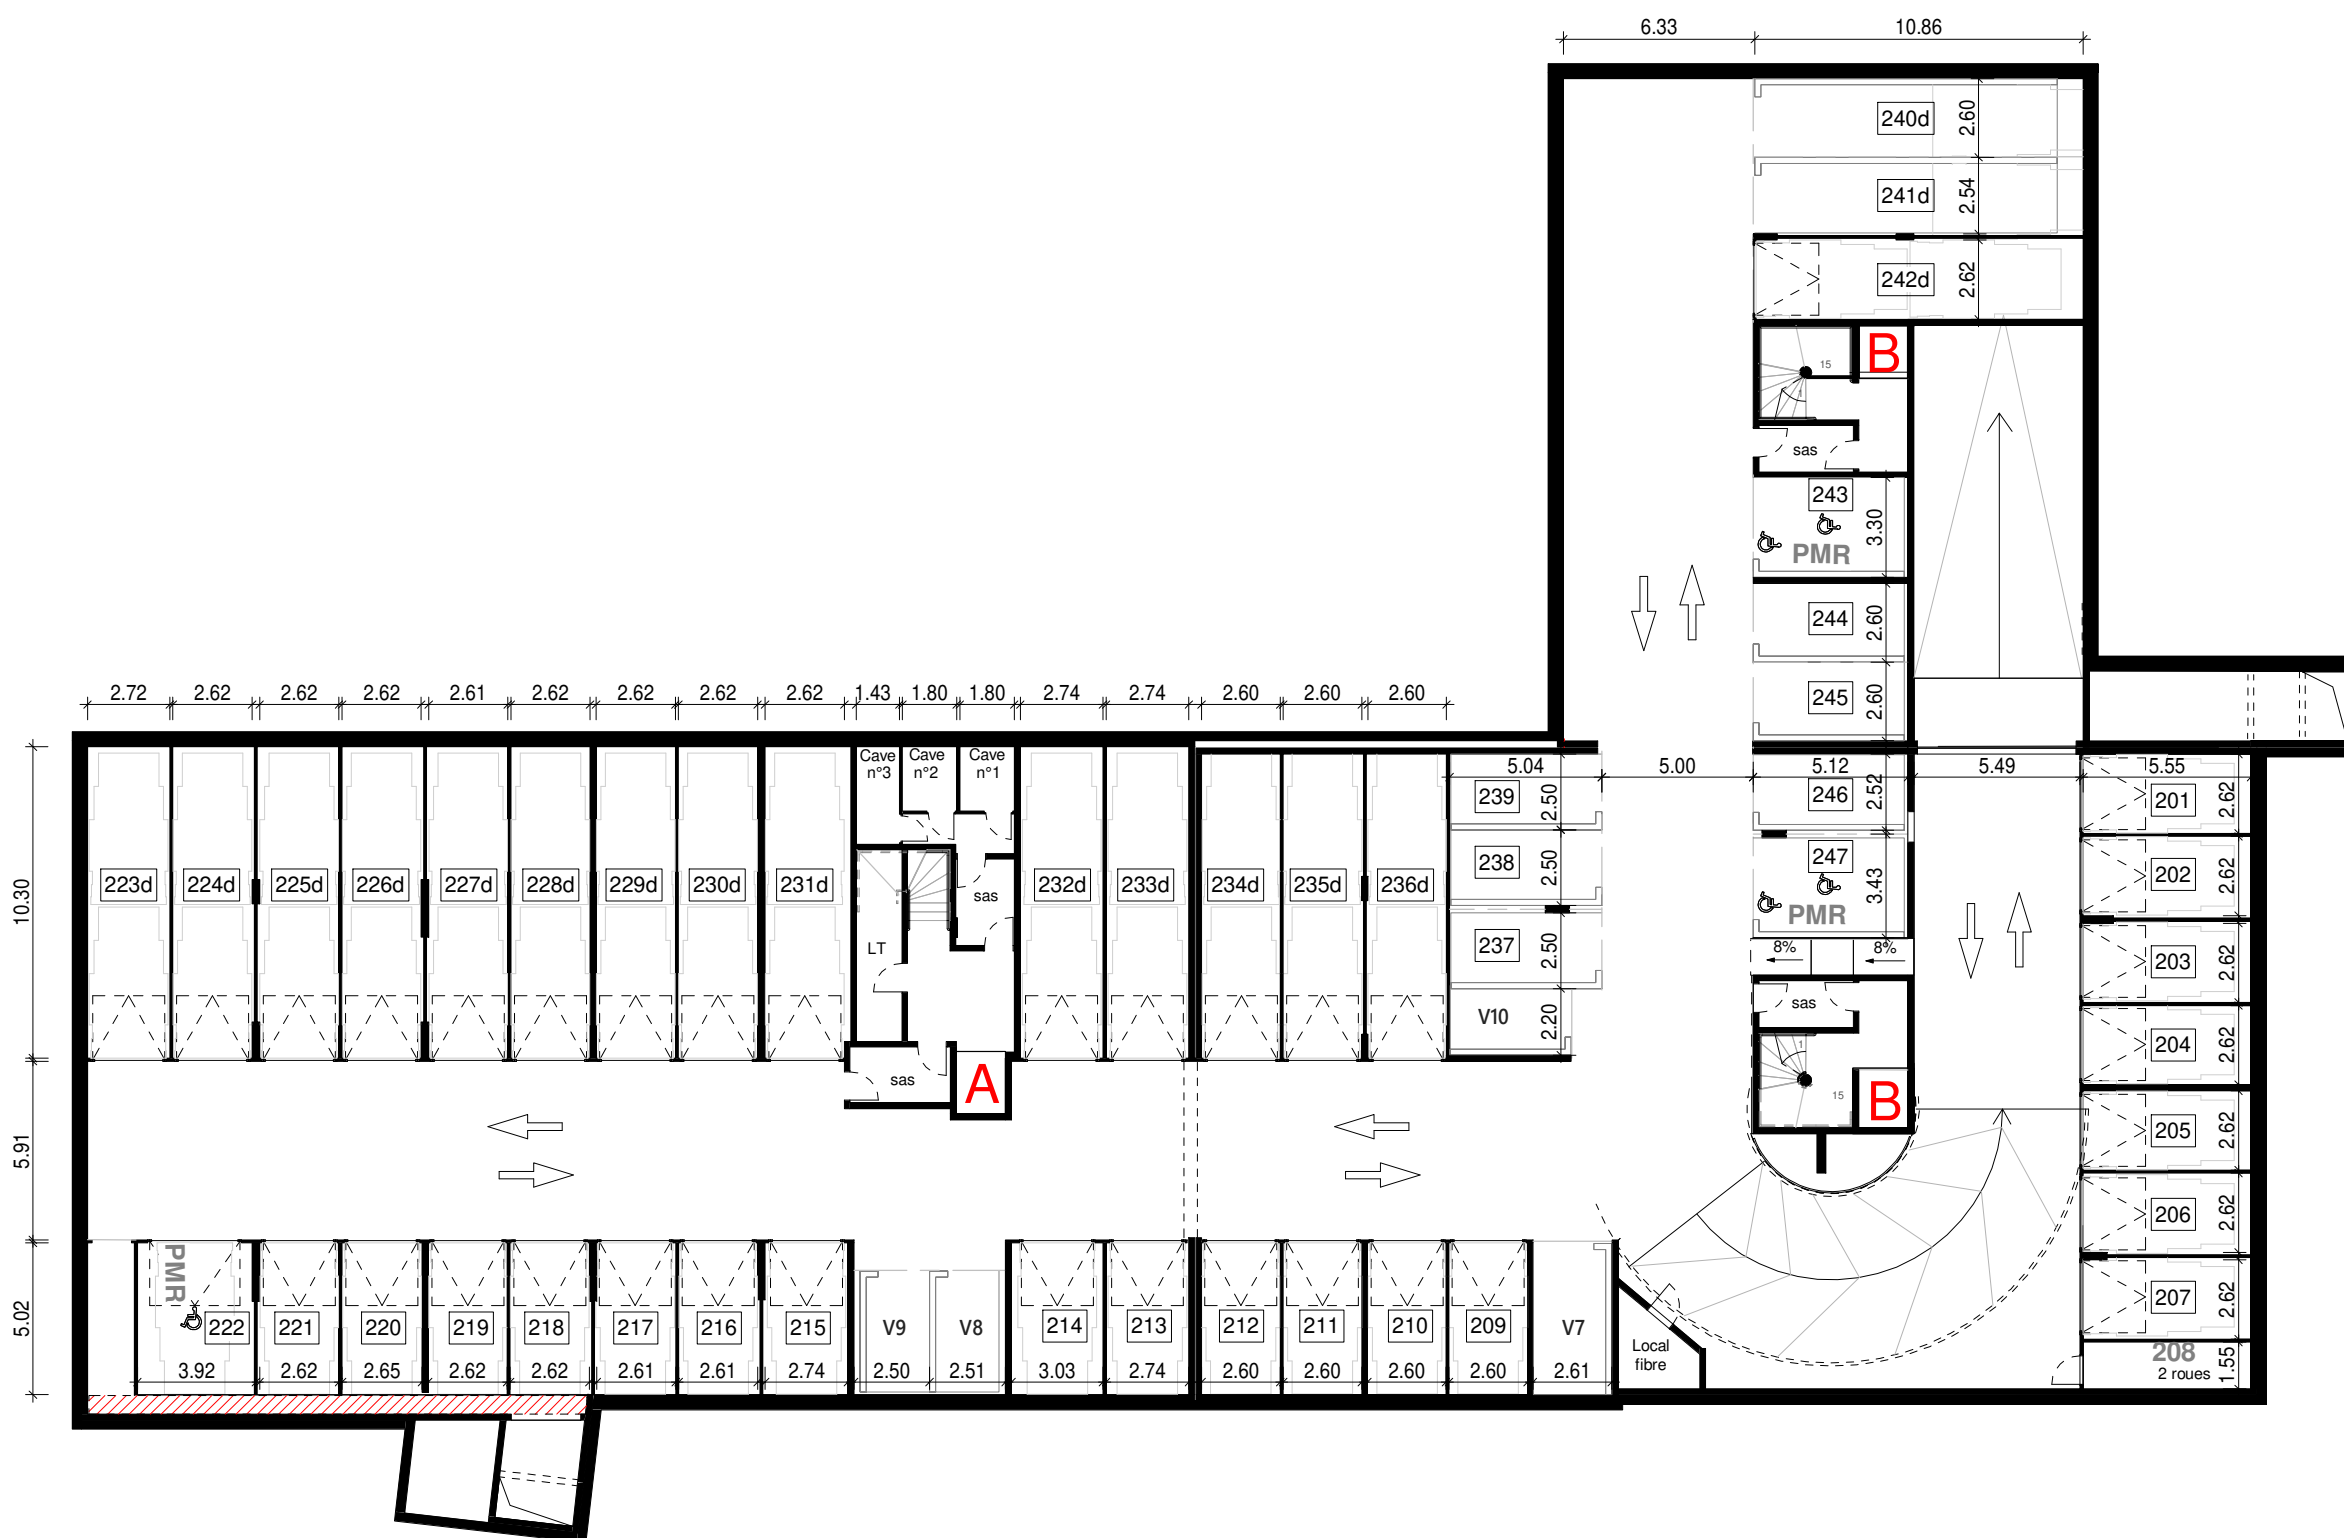 6.33 10.86
240d 2.60
241d 2.54
242d 2.62
15 B
1
sas
243
3.30
PMR
244 2.60
245 2.60
2.72 2.62 2.62 2.62 2.61 2.62 2.62 2.62 2.62 1.43 1.80 1.80 2.74 2.74 2.60 2.60 2.60
Cave n°3
Cave n°2
Cave n°1
5.04 5.00 5.12 5.49 5.55
239 2.50
246 2.52
201 2.62
238 2.50
247
3.43
PMR
202 2.62
10.30
223d 224d 225d 226d 227d 228d 229d 230d 231d
sas
232d 233d 234d 235d 236d
LT
237 2.50
8% 8%
203 2.62
V10 2.20
sas
204 2.62
1
15 B
sas
A
205 2.62
5.91
206 2.62
207 2.62
5.02
PMR
222 221 220 219 218 217 216 215 V9 V8 214 213 212 211 210 209 V7
3.92 2.62 2.65 2.62 2.62 2.61 2.61 2.74 2.50 2.51 3.03 2.74 2.60 2.60 2.60 2.60 2.61
Local
fibre
208
2 roues
1.55